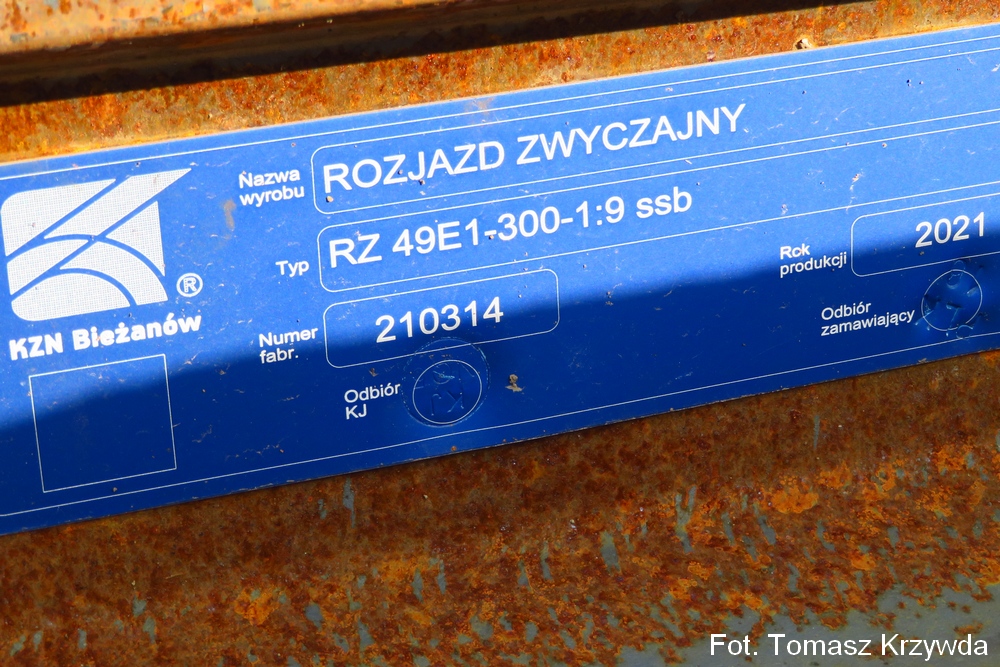 Nazwa
wyrobu
ROZJAZD ZWYCZAJNY
Typ
RZ 49E1-300-1:9 ssb
®
KZN Bieżanów
Numer
fabr.
210314
Rok
produkcji
2021
Odbiór
KJ
Odbiór
zamawiający
Fot. Tomasz Krzywda